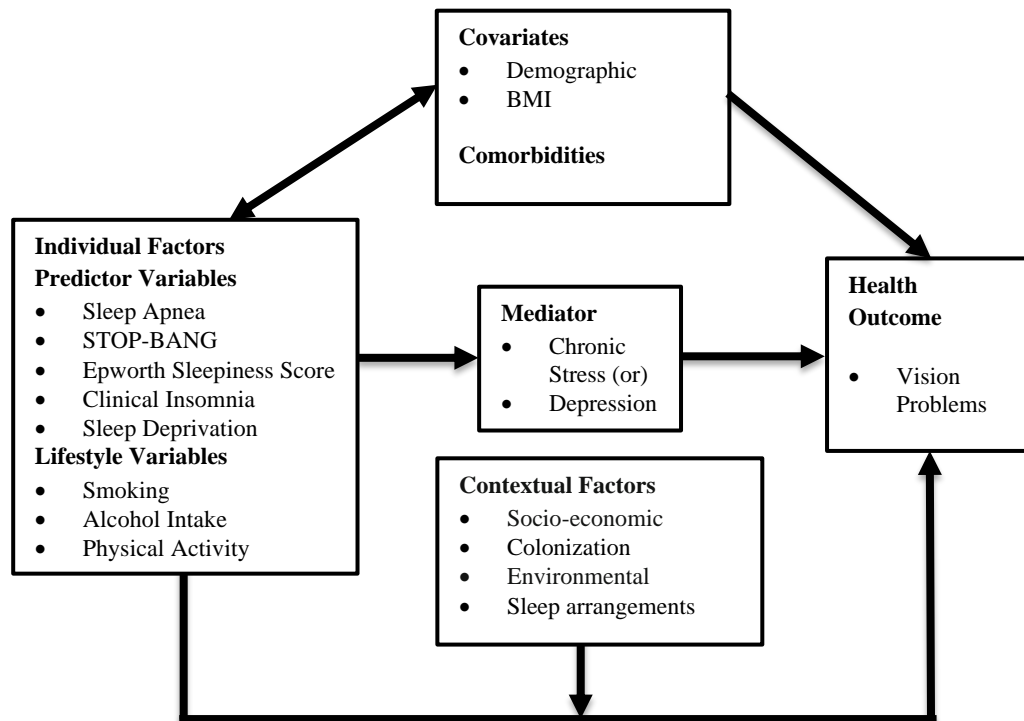 Covariates
• Demographic
• BMI
Comorbidities
Individual Factors
Predictor Variables
• Sleep Apnea
• STOP-BANG
• Epworth Sleepiness Score
• Clinical Insomnia
• Sleep Deprivation
Lifestyle Variables
• Smoking
• Alcohol Intake
• Physical Activity
Mediator
• Chronic
Stress (or)
• Depression
Health
Outcome
• Vision
Problems
Contextual Factors
• Socio-economic
• Colonization
• Environmental
• Sleep arrangements